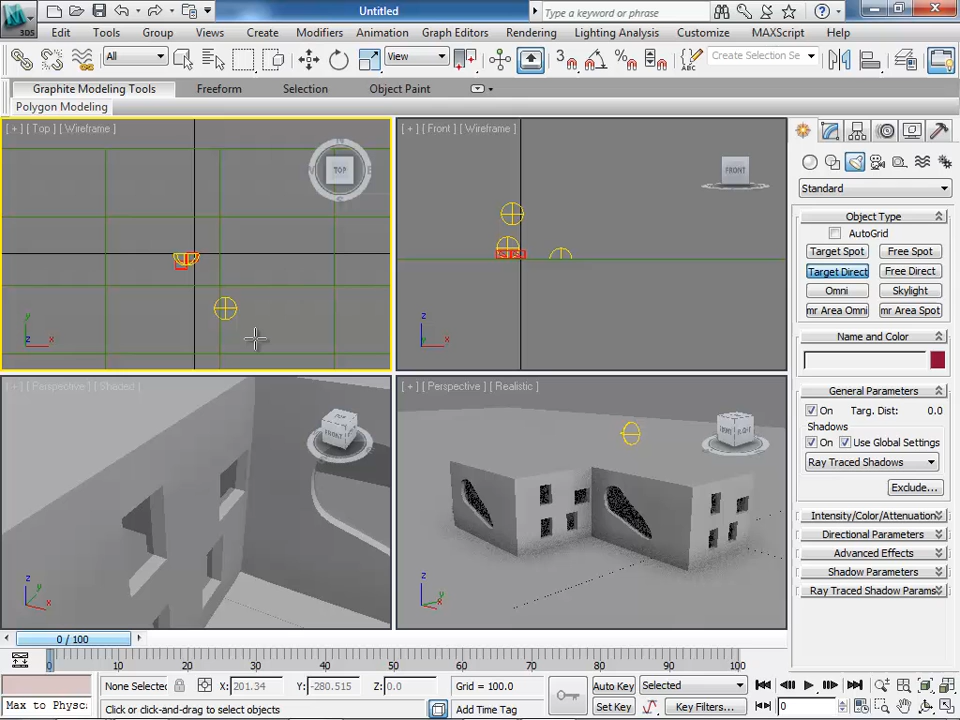 3DS
Untitled
Type a keyword or phrase
Edit Tools Group Views Create Modifiers Animation Graph Editors Rendering Lighting Analysis Customize MAXScript Help
All View 3 Create Selection Se
Graphite Modeling Tools Freeform Selection Object Paint
Polygon Modeling
[ + ] [ Top ] [ Wireframe ]
TOP
N
S
y
z x
[ + ] [ Front ] [ Wireframe ]
FRONT
z
x
[ + ] [ Perspective ] [ Shaded ]
TOP
FRONT
z
y
x
[ + ] [ Perspective ] [ Realistic ]
z
y
x
Standard
Object Type
AutoGrid
Target Spot Free Spot
Target Direct Free Direct
Omni Skylight
mr Area Omni mr Area Spot
Name and Color
General Parameters
On Targ. Dist: 0.0
Shadows
On Use Global Settings
Ray Traced Shadows
Exclude...
Intensity/Color/Attenuation
Directional Parameters
Advanced Effects
Shadow Parameters
Ray Traced Shadow Params
0 / 100
0 10 20 30 40 50 60 70 80 90 100
None Selected X: 201.34 Y: -280.515 Z: 0.0 Grid = 100.0 Auto Key Selected
Max to Physc Click or click-and-drag to select objects Add Time Tag Set Key Key Filters... 0